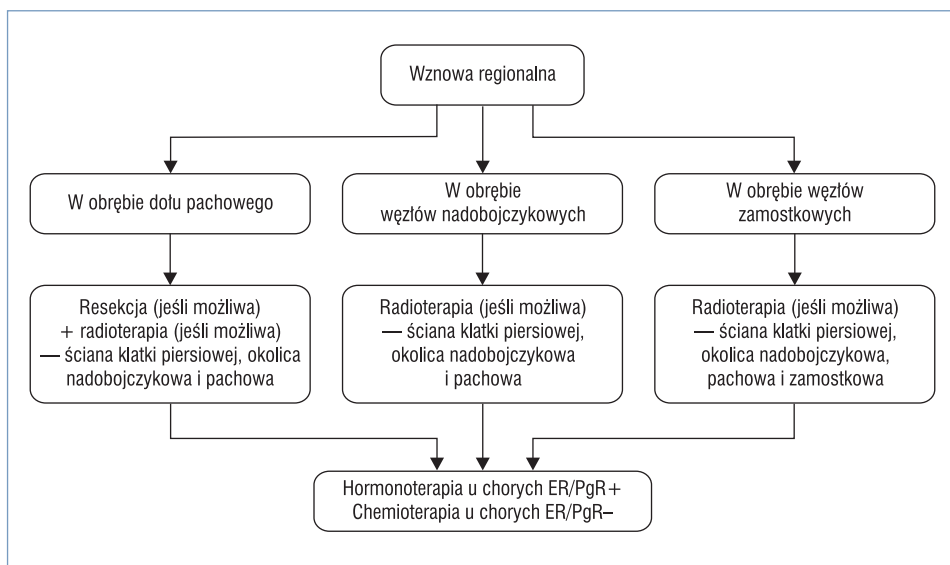 Wznowa regionalna
W obrębie dołu pachowego
W obrębie
węzłów nadobojczykowych
W obrębie węzłów
zamostkowych
Resekcja (jeśli możliwa)
+ radioterapia (jeśli możliwa)
— ściana klatki piersiowej, okolica
nadobojczykowa i pachowa
Radioterapia (jeśli możliwa)
— ściana klatki piersiowej,
okolica nadobojczykowa
i pachowa
Radioterapia (jeśli możliwa)
— ściana klatki piersiowej,
okolica nadobojczykowa,
pachowa i zamostkowa
Hormonoterapia u chorych ER/PgR+
Chemioterapia u chorych ER/PgR–